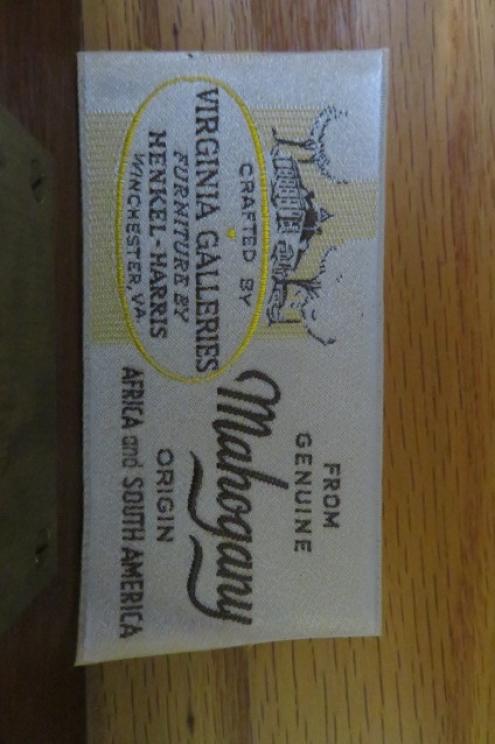 CRAFTED BY
VIRGINIA GALLERIES
FURNITURE BY
HENKEL-HARRIS
WINCHESTER, VA.
FROM
GENUINE
Mahogany
ORIGIN
AFRICA and SOUTH AMERICA